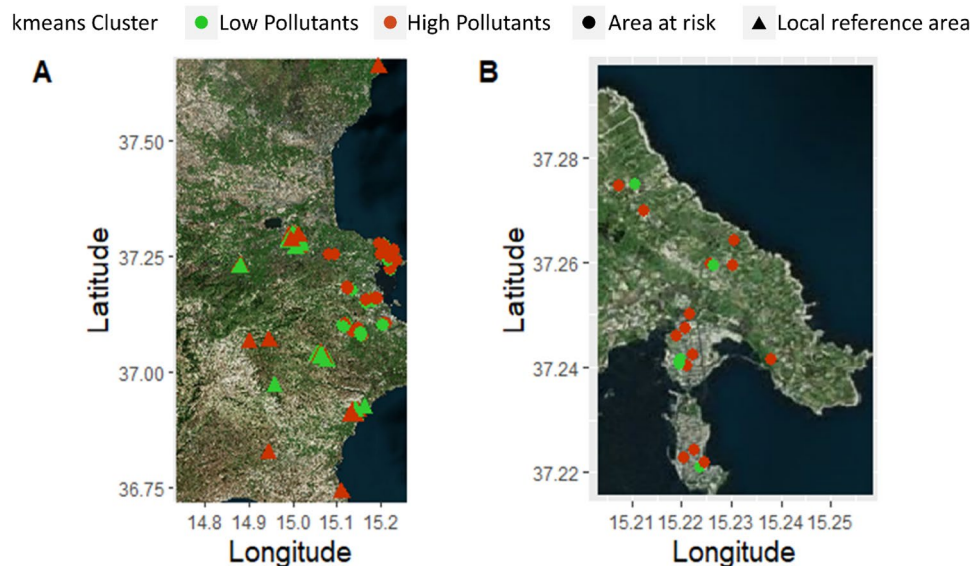 kmeans Cluster Low Pollutants High Pollutants Area at risk Local reference area
A
B
Latitude
37.50
37.25
37.00
36.75
14.8 14.9 15.0 15.1 15.2
Longitude
Latitude
37.28
37.26
37.24
37.22
15.21 15.22 15.23 15.24 15.25
Longitude